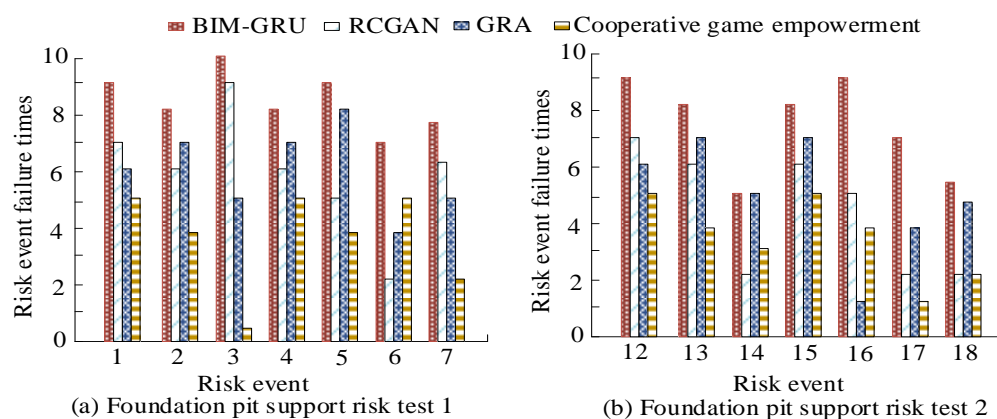 BIM-GRU RCGAN GRA Cooperative game empowerment
Risk event failure times
10
8
6
4
2
0
1 2 3 4 5 6 7
Risk event
(a) Foundation pit support risk test 1
Risk event failure times
10
8
6
4
2
0
12 13 14 15 16 17 18
Risk event
(b) Foundation pit support risk test 2